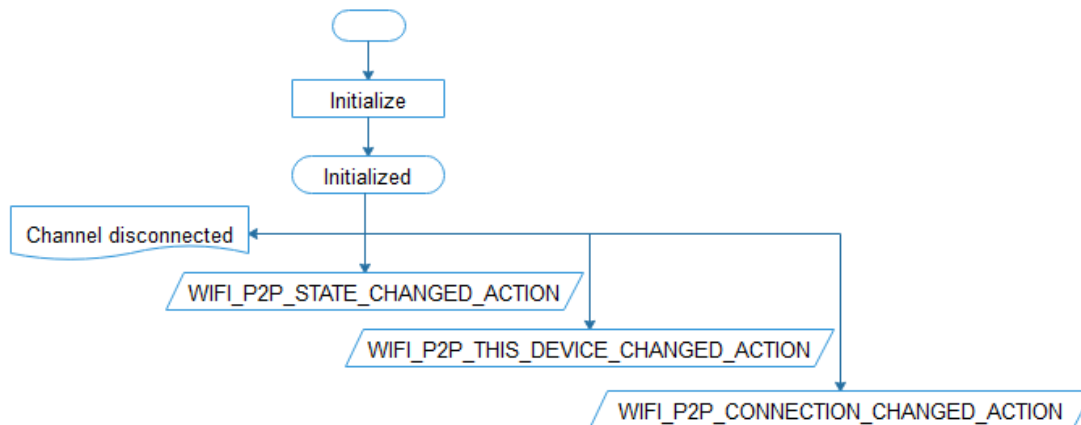 Initialize
Initialized
Channel disconnected
WIFI_P2P_STATE_CHANGED_ACTION
WIFI_P2P_THIS_DEVICE_CHANGED_ACTION
WIFI_P2P_CONNECTION_CHANGED_ACTION